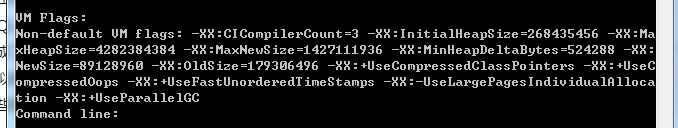 VM Flags:
Non-default VM flags: -XX:CICompilerCount=3 -XX:InitialHeapSize=268435456 -XX:Ma
xHeapSize=4282384384 -XX:MaxNewSize=1427111936 -XX:MinHeapDeltaBytes=524288 -XX:
NewSize=89128960 -XX:OldSize=179306496 -XX:+UseCompressedClassPointers -XX:+UseC
ompressedOops -XX:+UseFastUnorderedTimeStamps -XX:-UseLargePagesIndividualAlloca
tion -XX:+UseParallelGC
Command line: